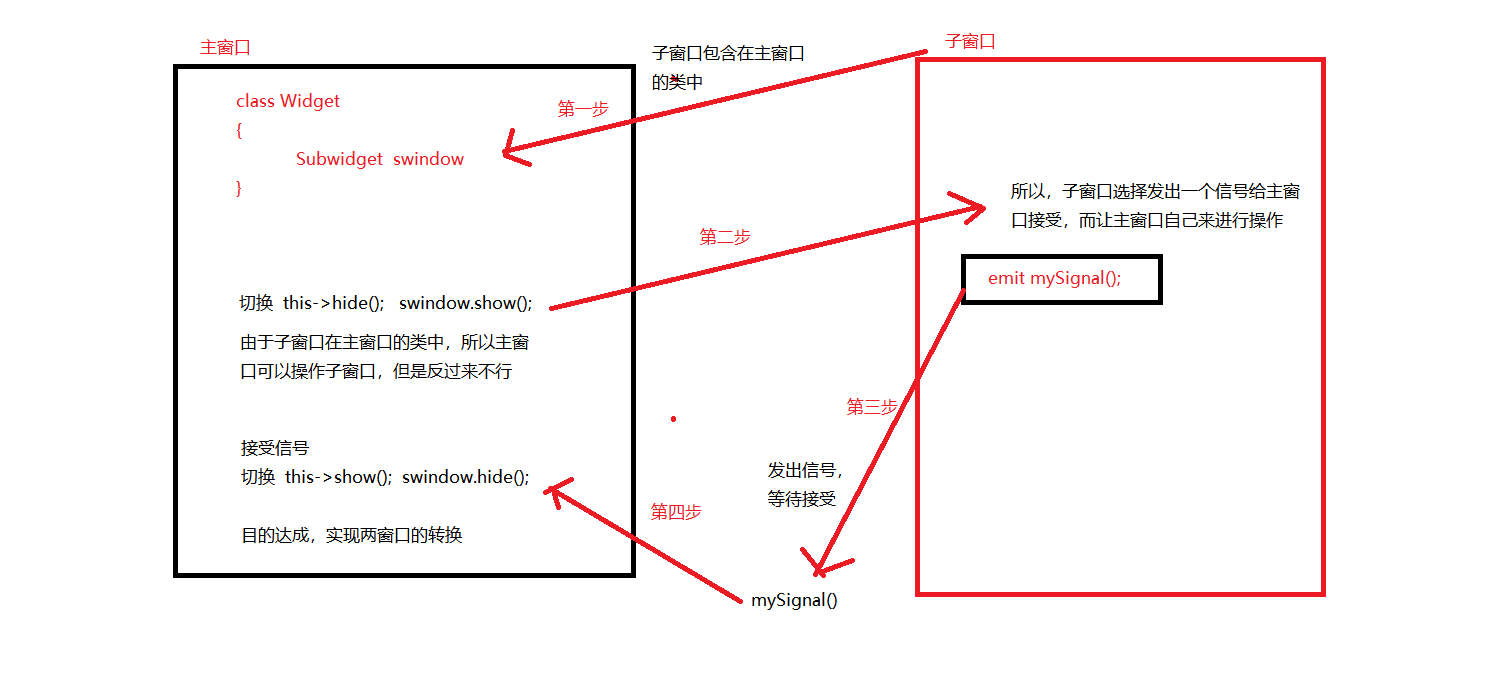 主窗口
class Widget
{
Subwidget swindow
}
切换 this->hide(); swindow.show();
由于子窗口在主窗口的类中，所以主窗
口可以操作子窗口，但是反过来不行
接受信号
切换 this->show(); swindow.hide();
目的达成，实现两窗口的转换
子窗口包含在主窗口
的类中
第一步
第二步
第三步
发出信号，
等待接受
第四步
mySignal()
子窗口
所以，子窗口选择发出一个信号给主窗
口接受，而让主窗口自己来进行操作
emit mySignal();